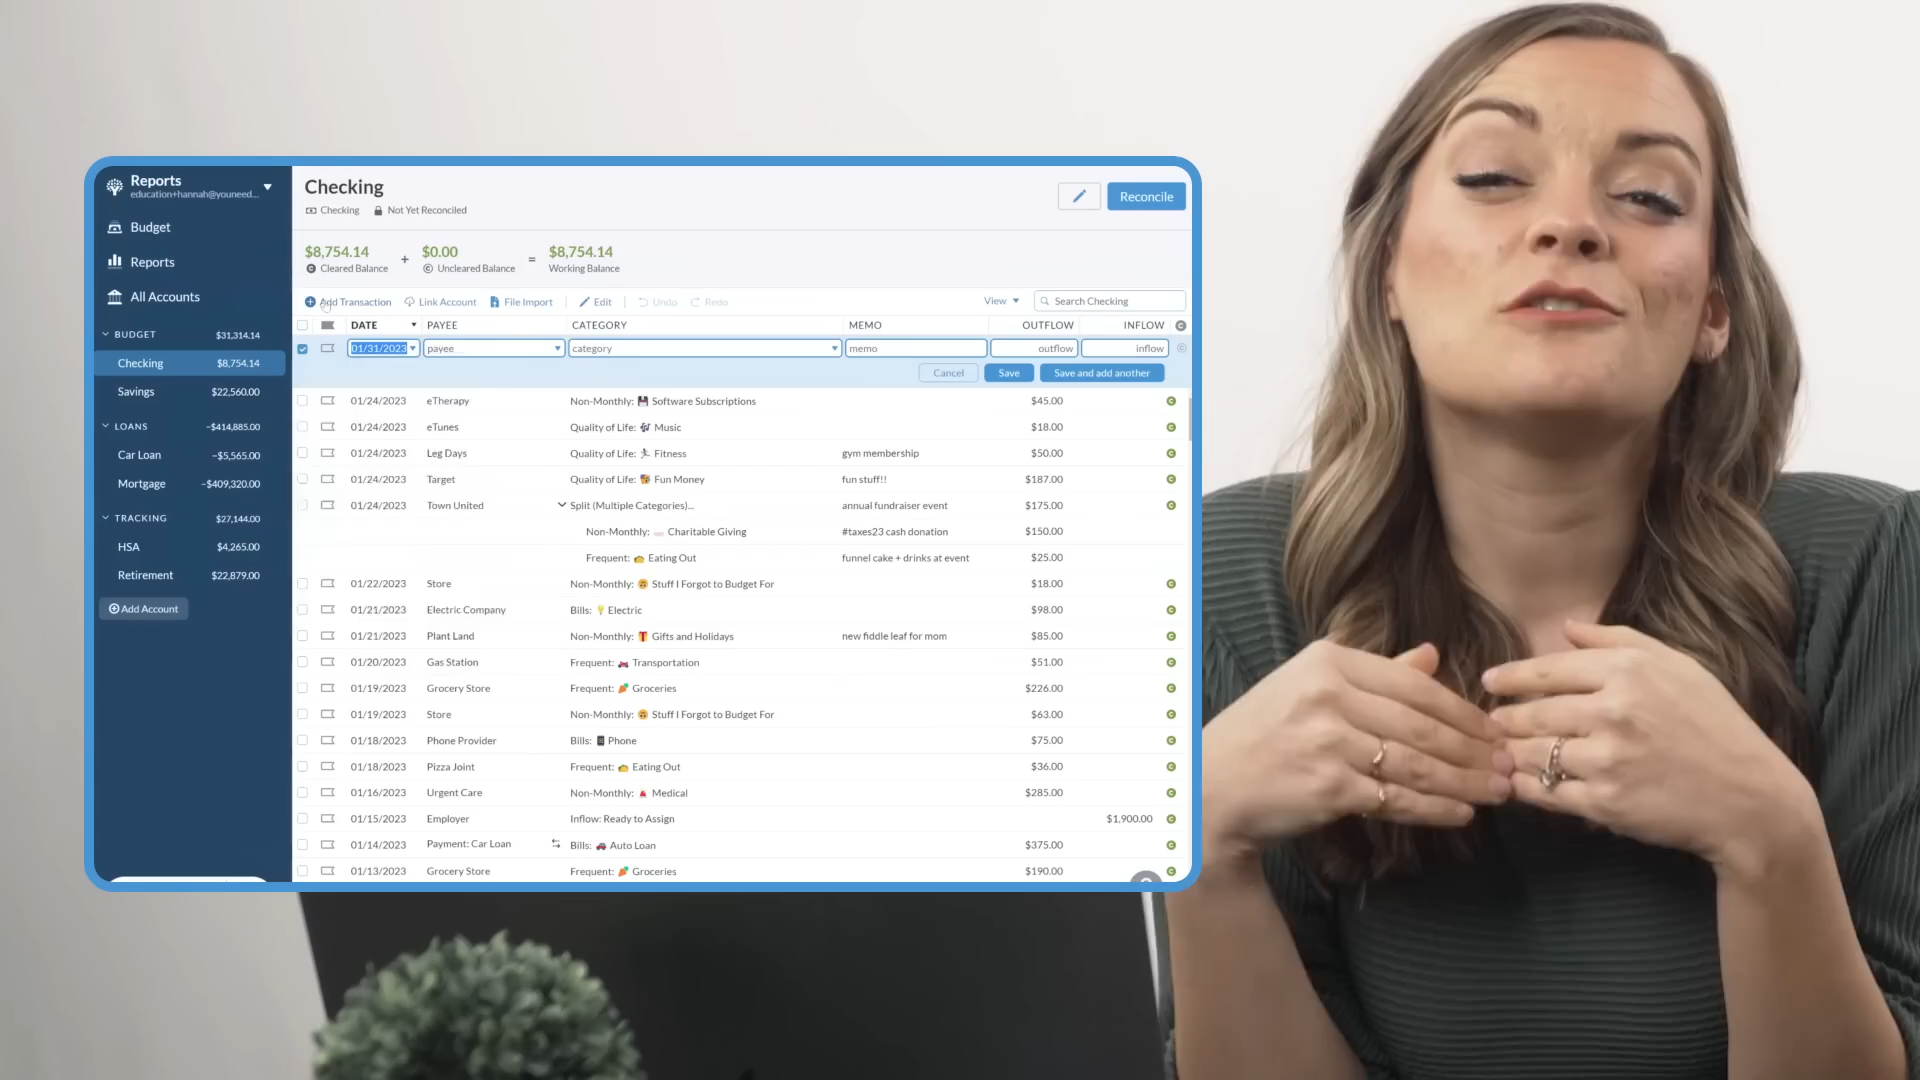 Reports
education+hannah@youneed...
Budget
Reports
All Accounts
BUDGET $31,314.14
Checking $8,754.14
Savings $22,560.00
LOANS -$414,885.00
Car Loan -$5,565.00
Mortgage -$409,320.00
TRACKING $27,144.00
HSA $4,265.00
Retirement $22,879.00
Add Account
Checking
Checking Not Yet Reconciled
Reconcile
$8,754.14 + $0.00 = $8,754.14
Cleared Balance Uncleared Balance Working Balance
Add Transaction Link Account File Import Edit Undo Redo View Search Checking
DATE PAYEE CATEGORY MEMO OUTFLOW INFLOW C
01/31/2023 payee category memo outflow inflow C
Cancel Save Save and add another
01/24/2023 eTherapy Non-Monthly: Software Subscriptions $45.00 C
01/24/2023 eTunes Quality of Life: Music $18.00 C
01/24/2023 Leg Days Quality of Life: Fitness gym membership $50.00 C
01/24/2023 Target Quality of Life: Fun Money fun stuff!! $187.00 C
01/24/2023 Town United Split (Multiple Categories)... annual fundraiser event $175.00 C
Non-Monthly: Charitable Giving #taxes23 cash donation $150.00
Frequent: Eating Out funnel cake + drinks at event $25.00
01/22/2023 Store Non-Monthly: Stuff I Forgot to Budget For $18.00 C
01/21/2023 Electric Company Bills: Electric $98.00 C
01/21/2023 Plant Land Non-Monthly: Gifts and Holidays new fiddle leaf for mom $85.00 C
01/20/2023 Gas Station Frequent: Transportation $51.00 C
01/19/2023 Grocery Store Frequent: Groceries $226.00 C
01/19/2023 Store Non-Monthly: Stuff I Forgot to Budget For $63.00 C
01/18/2023 Phone Provider Bills: Phone $75.00 C
01/18/2023 Pizza Joint Frequent: Eating Out $36.00 C
01/16/2023 Urgent Care Non-Monthly: Medical $285.00 C
01/15/2023 Employer Inflow: Ready to Assign $1,900.00 C
01/14/2023 Payment: Car Loan Bills: Auto Loan $375.00 C
01/13/2023 Grocery Store Frequent: Groceries $190.00 C